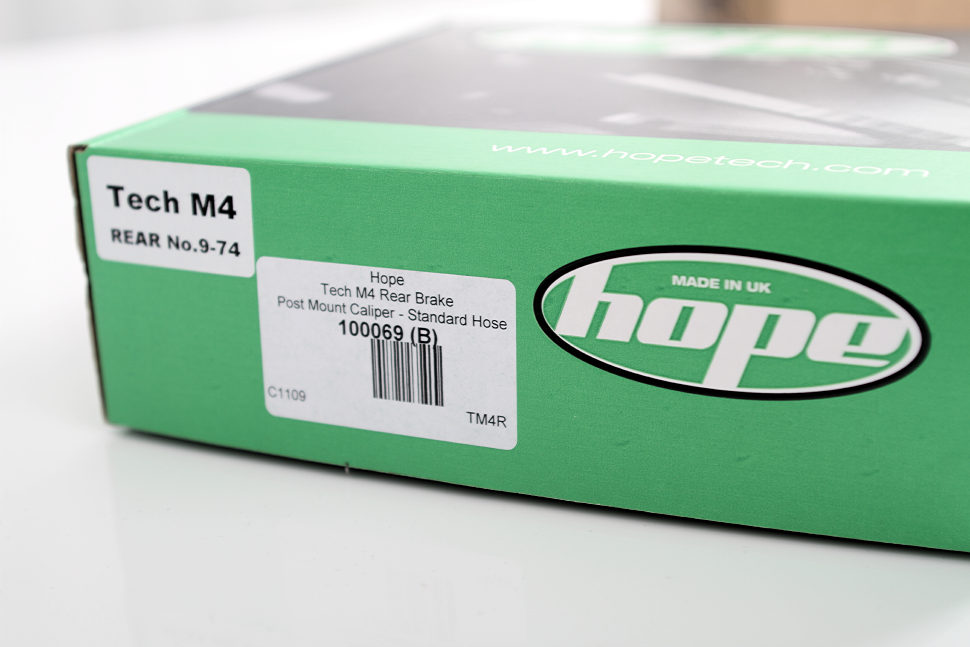 www.hopetech.com
Tech M4
REAR No.9-74
Hope
Tech M4 Rear Brake
Post Mount Caliper - Standard Hose
100069 (B)
C1109
TM4R
MADE IN UK
hope